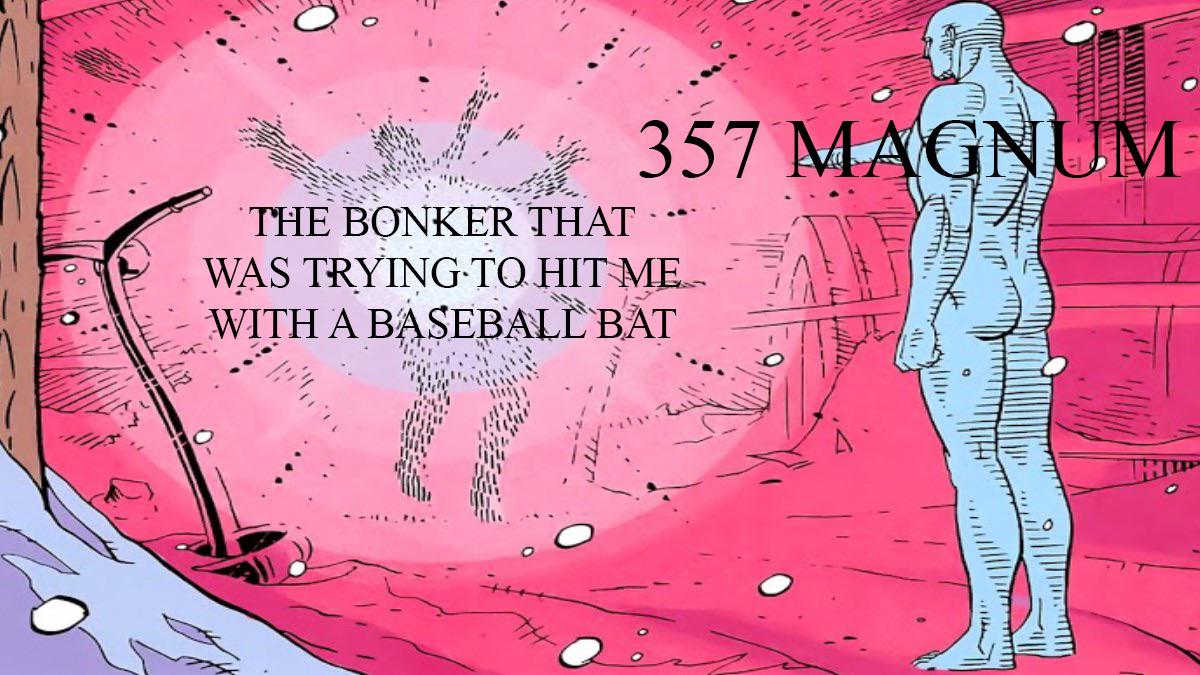 357 MAGNUM
THE BONKER THAT
WAS TRYING TO HIT ME
WITH A BASEBALL BAT